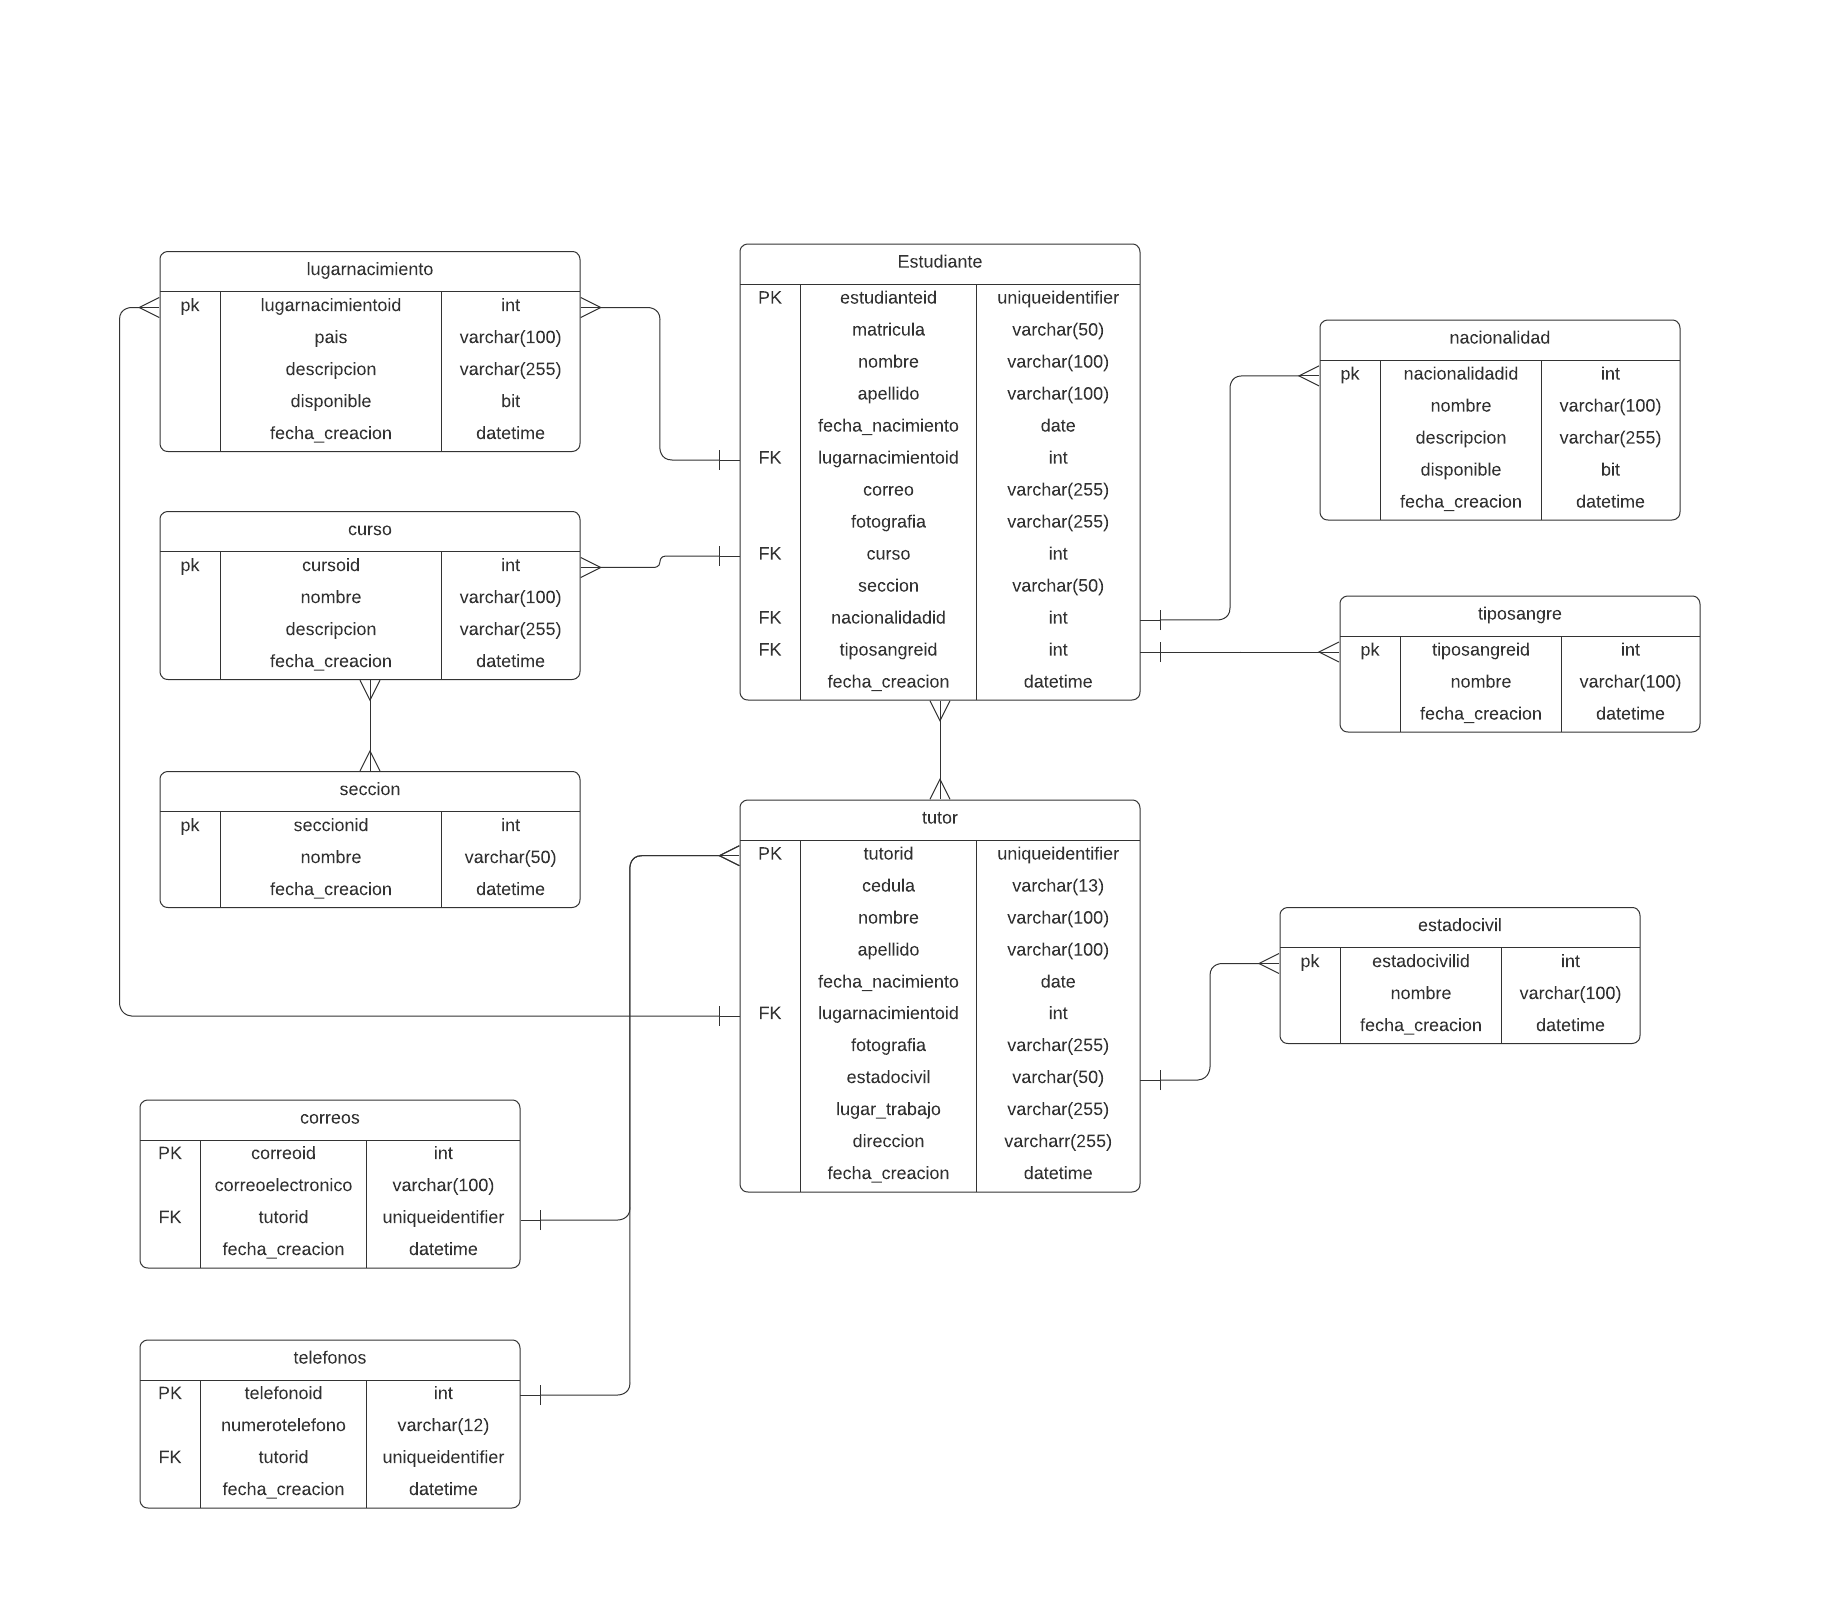 lugarnacimiento
pk lugarnacimientoid int
pais varchar(100)
descripcion varchar(255)
disponible bit
fecha_creacion datetime
curso
pk cursoid int
nombre varchar(100)
descripcion varchar(255)
fecha_creacion datetime
seccion
pk seccionid int
nombre varchar(50)
fecha_creacion datetime
correos
PK correoid int
correoelectronico varchar(100)
FK tutorid uniqueidentifier
fecha_creacion datetime
telefonos
PK telefonoid int
numerotelefono varchar(12)
FK tutorid uniqueidentifier
fecha_creacion datetime
Estudiante
PK estudianteid uniqueidentifier
matricula varchar(50)
nombre varchar(100)
apellido varchar(100)
fecha_nacimiento date
FK lugarnacimientoid int
correo varchar(255)
fotografia varchar(255)
FK curso int
seccion varchar(50)
FK nacionalidadid int
FK tiposangreid int
fecha_creacion datetime
tutor
PK tutorid uniqueidentifier
cedula varchar(13)
nombre varchar(100)
apellido varchar(100)
fecha_nacimiento date
FK lugarnacimientoid int
fotografia varchar(255)
estadocivil varchar(50)
lugar_trabajo varchar(255)
direccion varcharr(255)
fecha_creacion datetime
nacionalidad
pk nacionalidadid int
nombre varchar(100)
descripcion varchar(255)
disponible bit
fecha_creacion datetime
tiposangre
pk tiposangreid int
nombre varchar(100)
fecha_creacion datetime
estadocivil
pk estadocivilid int
nombre varchar(100)
fecha_creacion datetime